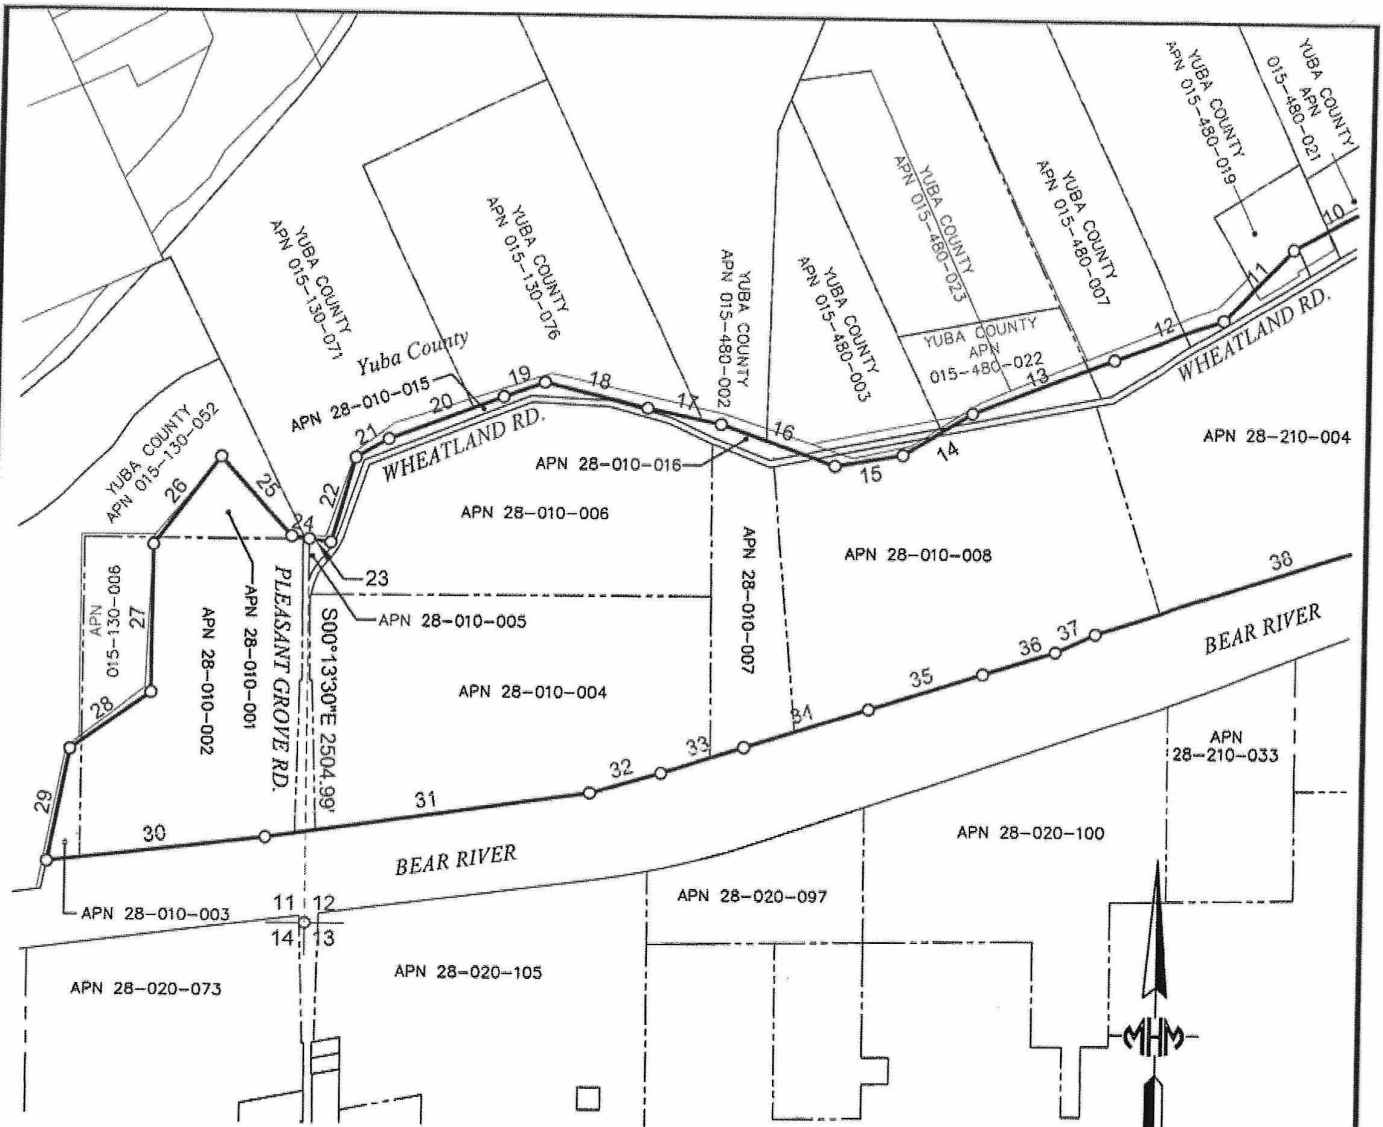 YUBA COUNTY
APN
015-480-021
YUBA COUNTY
APN 015-480-019
10
11
YUBA COUNTY
APN 015-480-007
YUBA COUNTY
APN 015-480-023
YUBA COUNTY
APN 015-480-003
YUBA COUNTY
APN 015-480-002
YUBA COUNTY
APN 015-130-076
YUBA COUNTY
APN 015-130-071
YUBA COUNTY
APN
015-480-022
12
13
WHEATLAND RD.
Yuba County
APN 28-010-015
19
18
17
16
20
21
WHEATLAND RD.
14
15
APN 28-210-004
APN 28-010-016
YUBA COUNTY
APN 015-130-052
26
25
22
24
23
APN 28-010-006
APN 28-010-007
APN 28-010-008
APN
015-130-006
27
APN 28-010-002
APN 28-010-001
PLEASANT GROVE RD.
S00°13'30"E 2504.99'
APN 28-010-005
APN 28-010-004
38
37
36
35
34
33
32
31
30
28
29
BEAR RIVER
BEAR RIVER
APN
28-210-033
APN 28-020-100
APN 28-020-097
APN 28-010-003
11 12
14 13
APN 28-020-073
APN 28-020-105
MHM